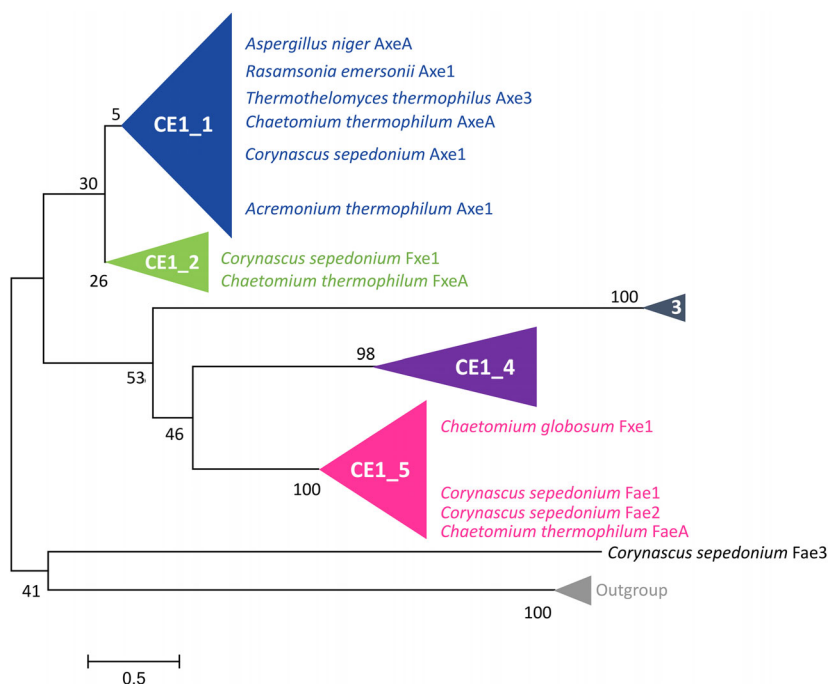 Aspergillus niger AxeA
Rasamsonia emersonii Axe1
Thermothelomyces thermophilus Axe3
5
CE1_1
Chaetomium thermophilum AxeA
Corynascus sepedonium Axe1
30
Acremonium thermophilum Axe1
CE1_2
Corynascus sepedonium Fxe1
26
Chaetomium thermophilum FxeA
100
3
98
CE1_4
53
46
Chaetomium globosum Fxe1
CE1_5
100
Corynascus sepedonium Fae1
Corynascus sepedonium Fae2
Chaetomium thermophilum FaeA
Corynascus sepedonium Fae3
41
100
Outgroup
0.5